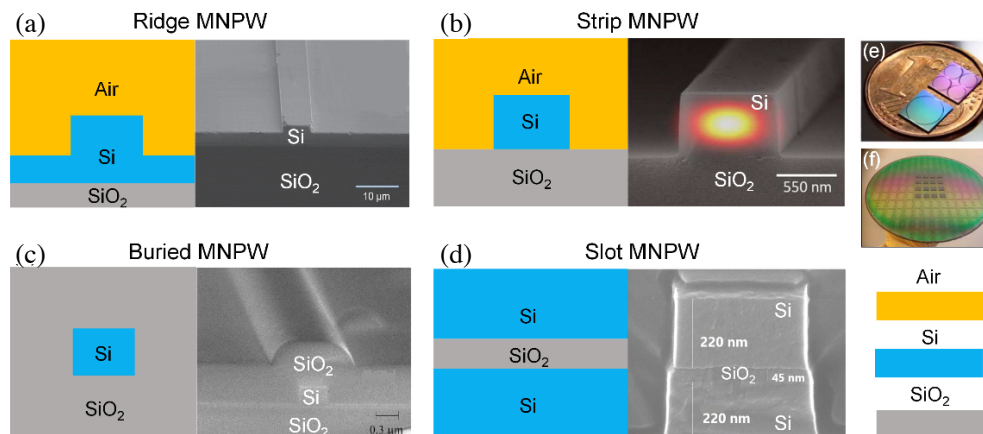 (a)
Ridge MNPW
Air
Si
SiO₂
Si
SiO₂
10 μm
(b)
Strip MNPW
Air
Si
SiO₂
Si
SiO₂
550 nm
(e)
(f)
(c)
Buried MNPW
Si
SiO₂
SiO₂
Si
SiO₂
0.3 μm
(d)
Slot MNPW
Si
SiO₂
Si
Si
220 nm
SiO₂
45 nm
220 nm
Si
Air
Si
SiO₂